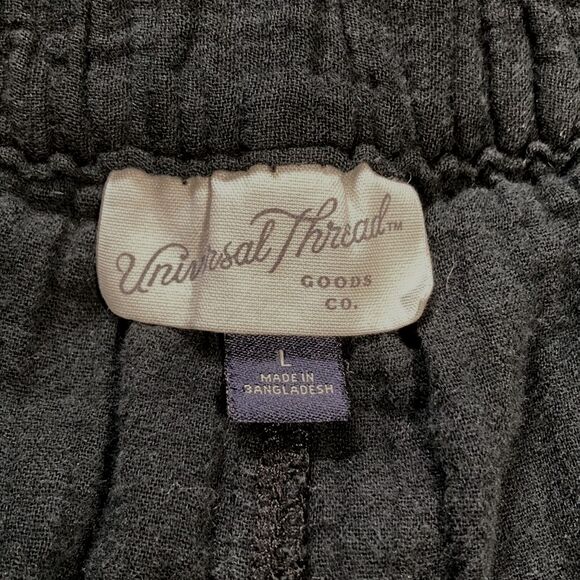 Universal Thread™
GOODS
CO.
L
MADE IN
BANGLADESH